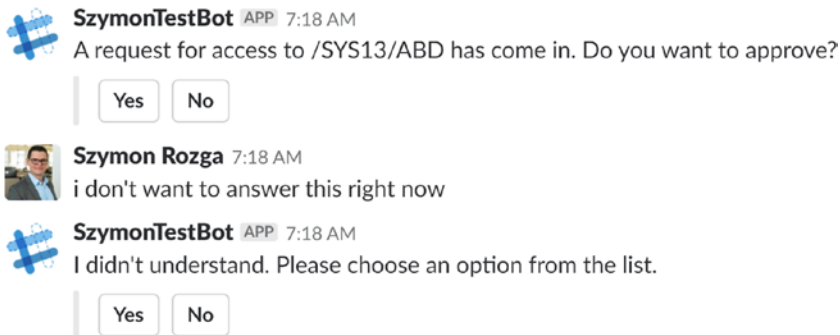 SzymonTestBot APP 7:18 AM
A request for access to /SYS13/ABD has come in. Do you want to approve?
Yes No
Szymon Rozga 7:18 AM
i don't want to answer this right now
SzymonTestBot APP 7:18 AM
I didn't understand. Please choose an option from the list.
Yes No